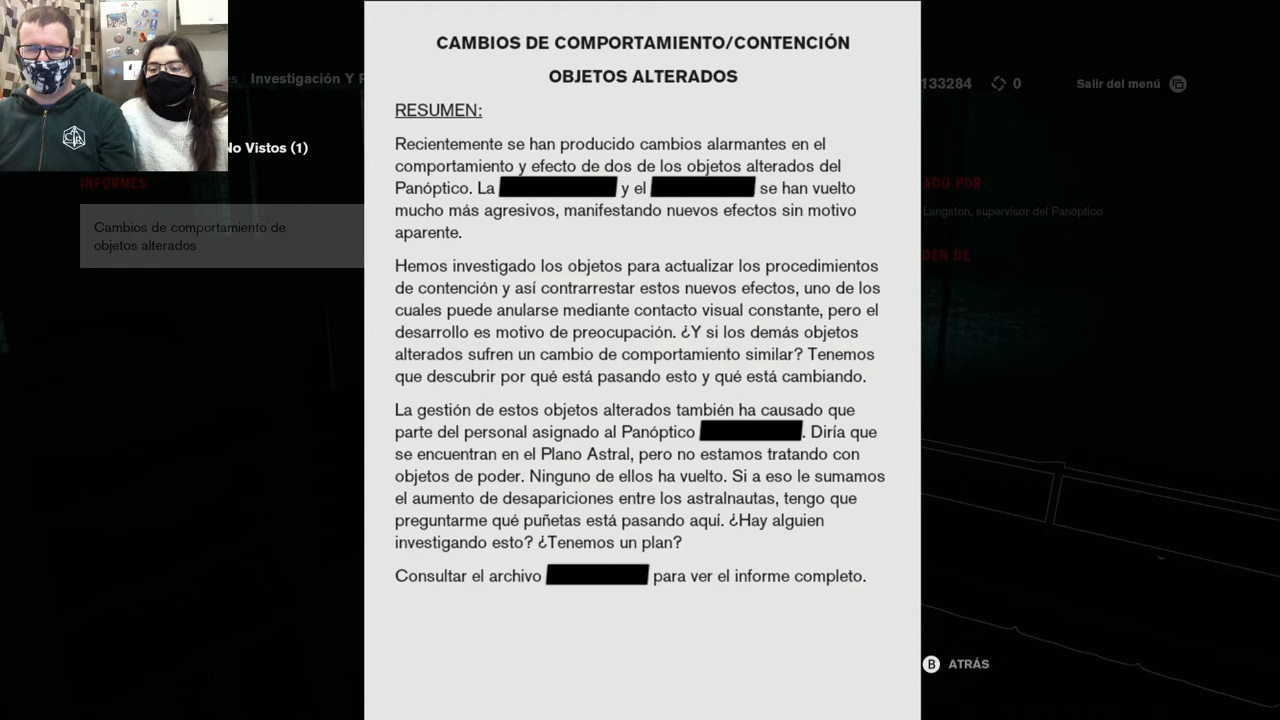 CAMBIOS DE COMPORTAMIENTO/CONTENCIÓN
OBJETOS ALTERADOS
Investigación Y
133284
0
Salir del menú
RESUMEN:
No Vistos (1)
Recientemente se han producido cambios alarmantes en el
comportamiento y efecto de dos de los objetos alterados del
Panóptico. La y el se han vuelto
mucho más agresivos, manifestando nuevos efectos sin motivo
aparente.
INFORMES
Cambios de comportamiento de
objetos alterados
ADO POR
Langston, supervisor del Panóptico
DEN DE
Hemos investigado los objetos para actualizar los procedimientos
de contención y así contrarrestar estos nuevos efectos, uno de los
cuales puede anularse mediante contacto visual constante, pero el
desarrollo es motivo de preocupación. ¿Y si los demás objetos
alterados sufren un cambio de comportamiento similar? Tenemos
que descubrir por qué está pasando esto y qué está cambiando.
La gestión de estos objetos alterados también ha causado que
parte del personal asignado al Panóptico . Diría que
se encuentran en el Plano Astral, pero no estamos tratando con
objetos de poder. Ninguno de ellos ha vuelto. Si a eso le sumamos
el aumento de desapariciones entre los astralnautas, tengo que
preguntarme qué puñetas está pasando aquí. ¿Hay alguien
investigando esto? ¿Tenemos un plan?
Consultar el archivo para ver el informe completo.
B ATRÁS